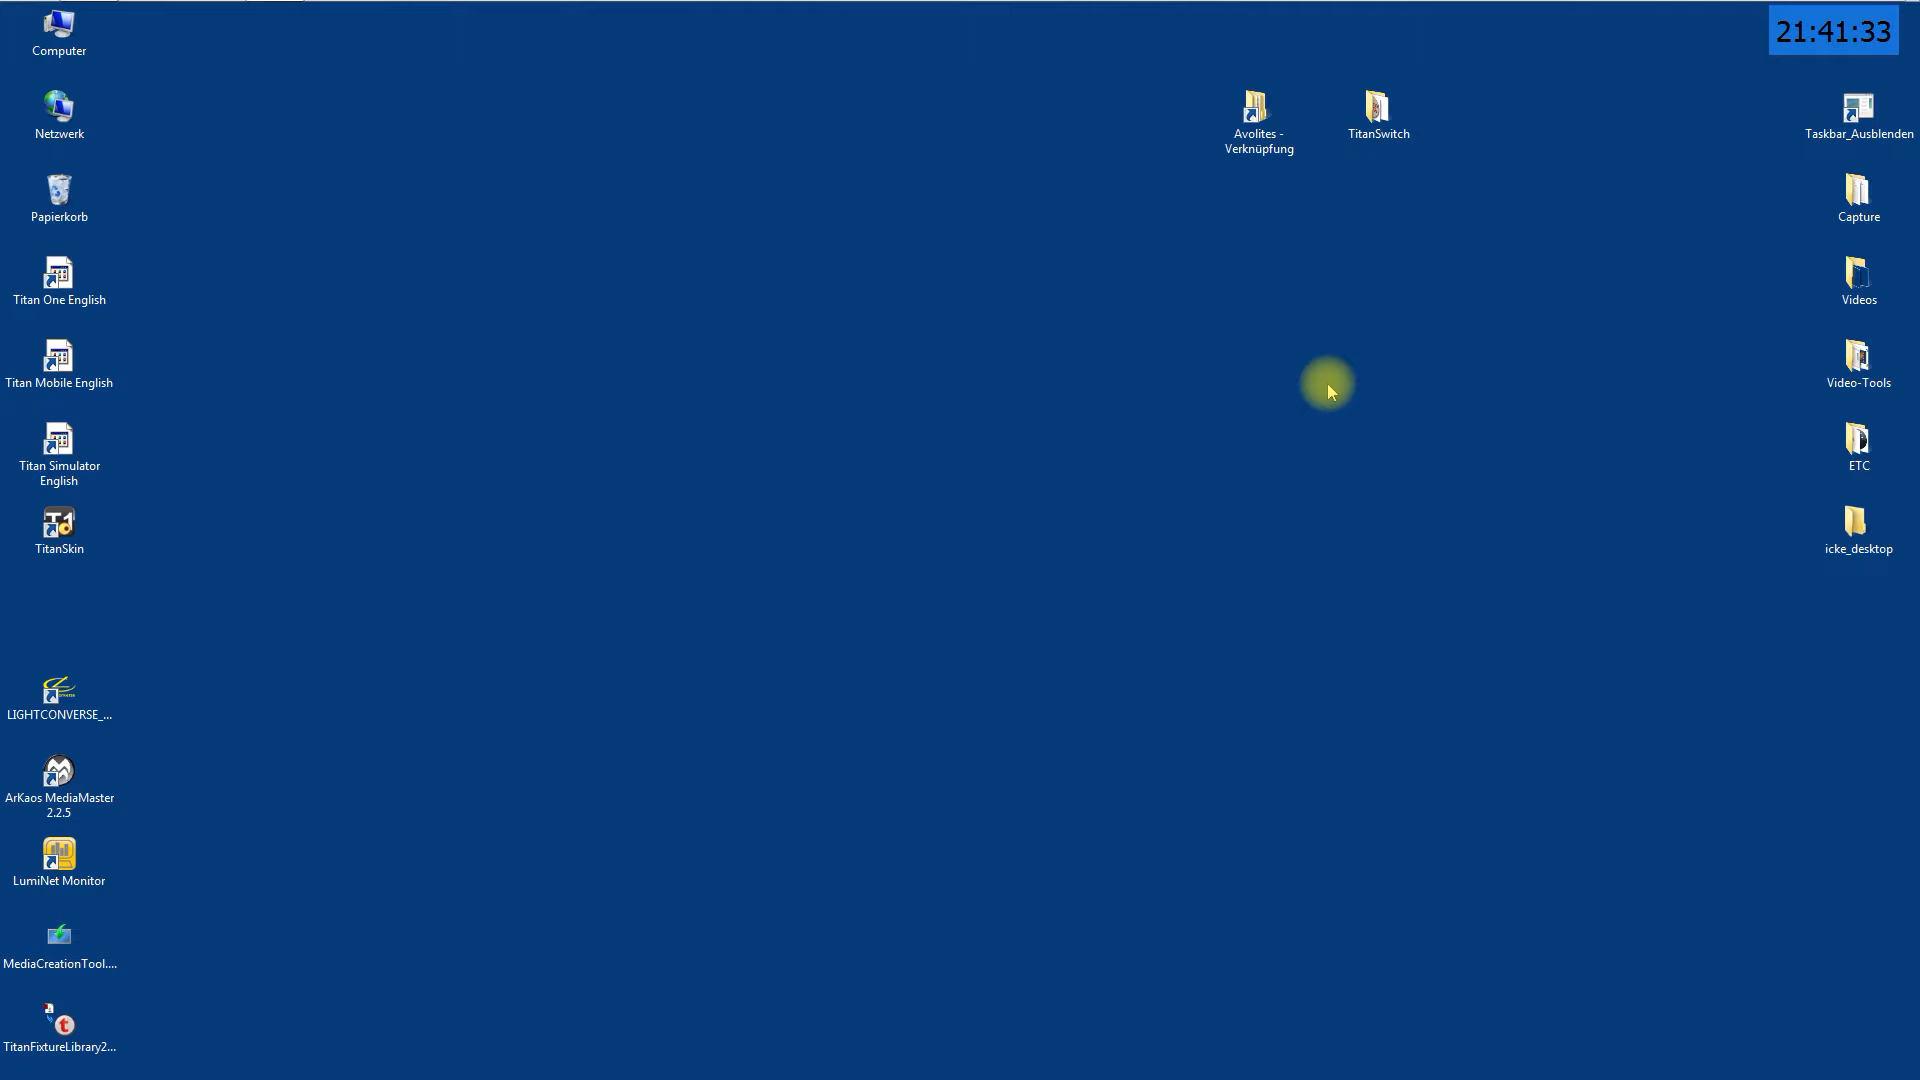 21:41:33
Computer
Netzwerk
Papierkorb
Titan One English
Titan Mobile English
Titan Simulator
English
TitanSkin
LIGHTCONVERSE_...
ArKaos MediaMaster
2.2.5
LumiNet Monitor
MediaCreationTool....
TitanFixtureLibrary2...
Avolites -
Verknüpfung
TitanSwitch
Taskbar_Ausblenden
Capture
Videos
Video-Tools
ETC
icke_desktop